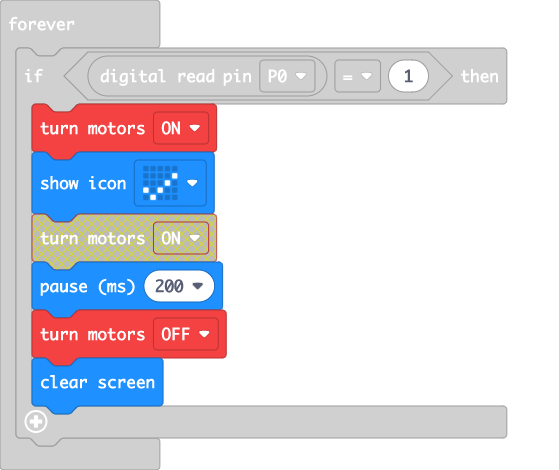 forever
if digital read pin P0 = 1 then
turn motors ON
show icon
turn motors ON
pause (ms) 200
turn motors OFF
clear screen